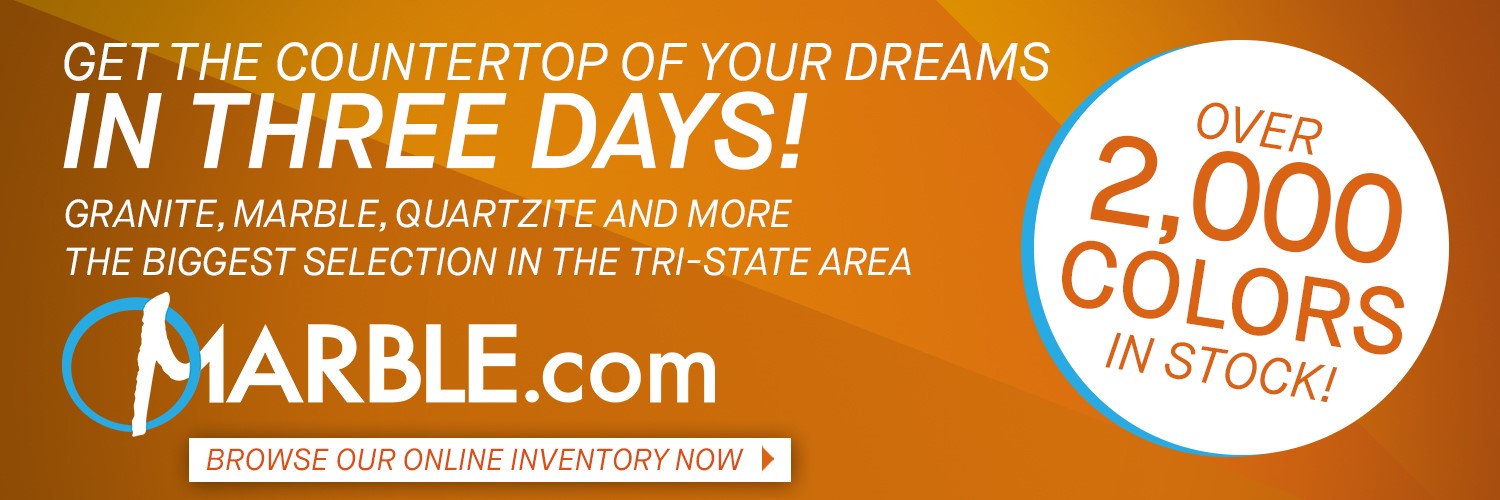 GET THE COUNTERTOP OF YOUR DREAMS
IN THREE DAYS!
GRANITE, MARBLE, QUARTZITE AND MORE
THE BIGGEST SELECTION IN THE TRI-STATE AREA
MARBLE.com
BROWSE OUR ONLINE INVENTORY NOW
OVER
2,000
COLORS
IN STOCK!